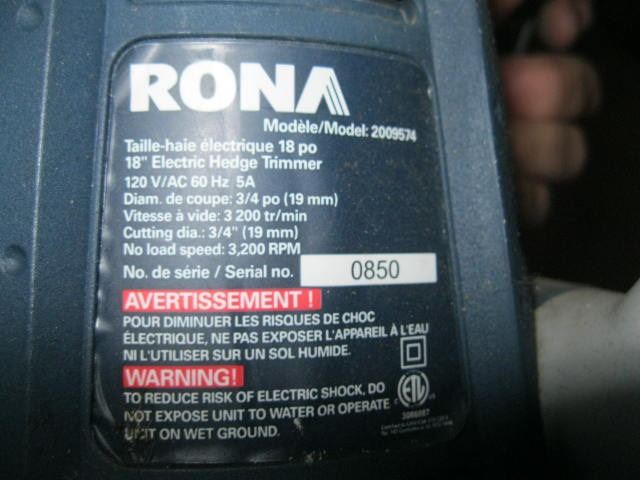 RONA
Modèle/Model: 2009574
Taille-haie électrique 18 po
18" Electric Hedge Trimmer
120 V/AC 60 Hz 5A
Diam. de coupe: 3/4 po (19 mm)
Vitesse à vide: 3 200 tr/min
Cutting dia.: 3/4" (19 mm)
No load speed: 3,200 RPM
No. de série / Serial no. 0850
AVERTISSEMENT !
POUR DIMINUER LES RISQUES DE CHOC
ÉLECTRIQUE, NE PAS EXPOSER L'APPAREIL À L'EAU
NI L'UTILISER SUR UN SOL HUMIDE.
WARNING!
TO REDUCE RISK OF ELECTRIC SHOCK, DO
NOT EXPOSE UNIT TO WATER OR OPERATE
UNIT ON WET GROUND.
c ETL
3086087